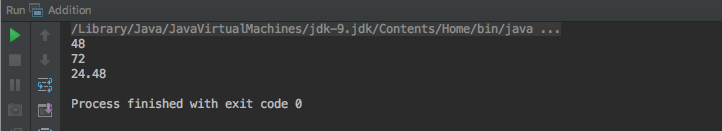 Run Addition
/Library/Java/JavaVirtualMachines/jdk-9.jdk/Contents/Home/bin/java ...
48
72
24.48
Process finished with exit code 0